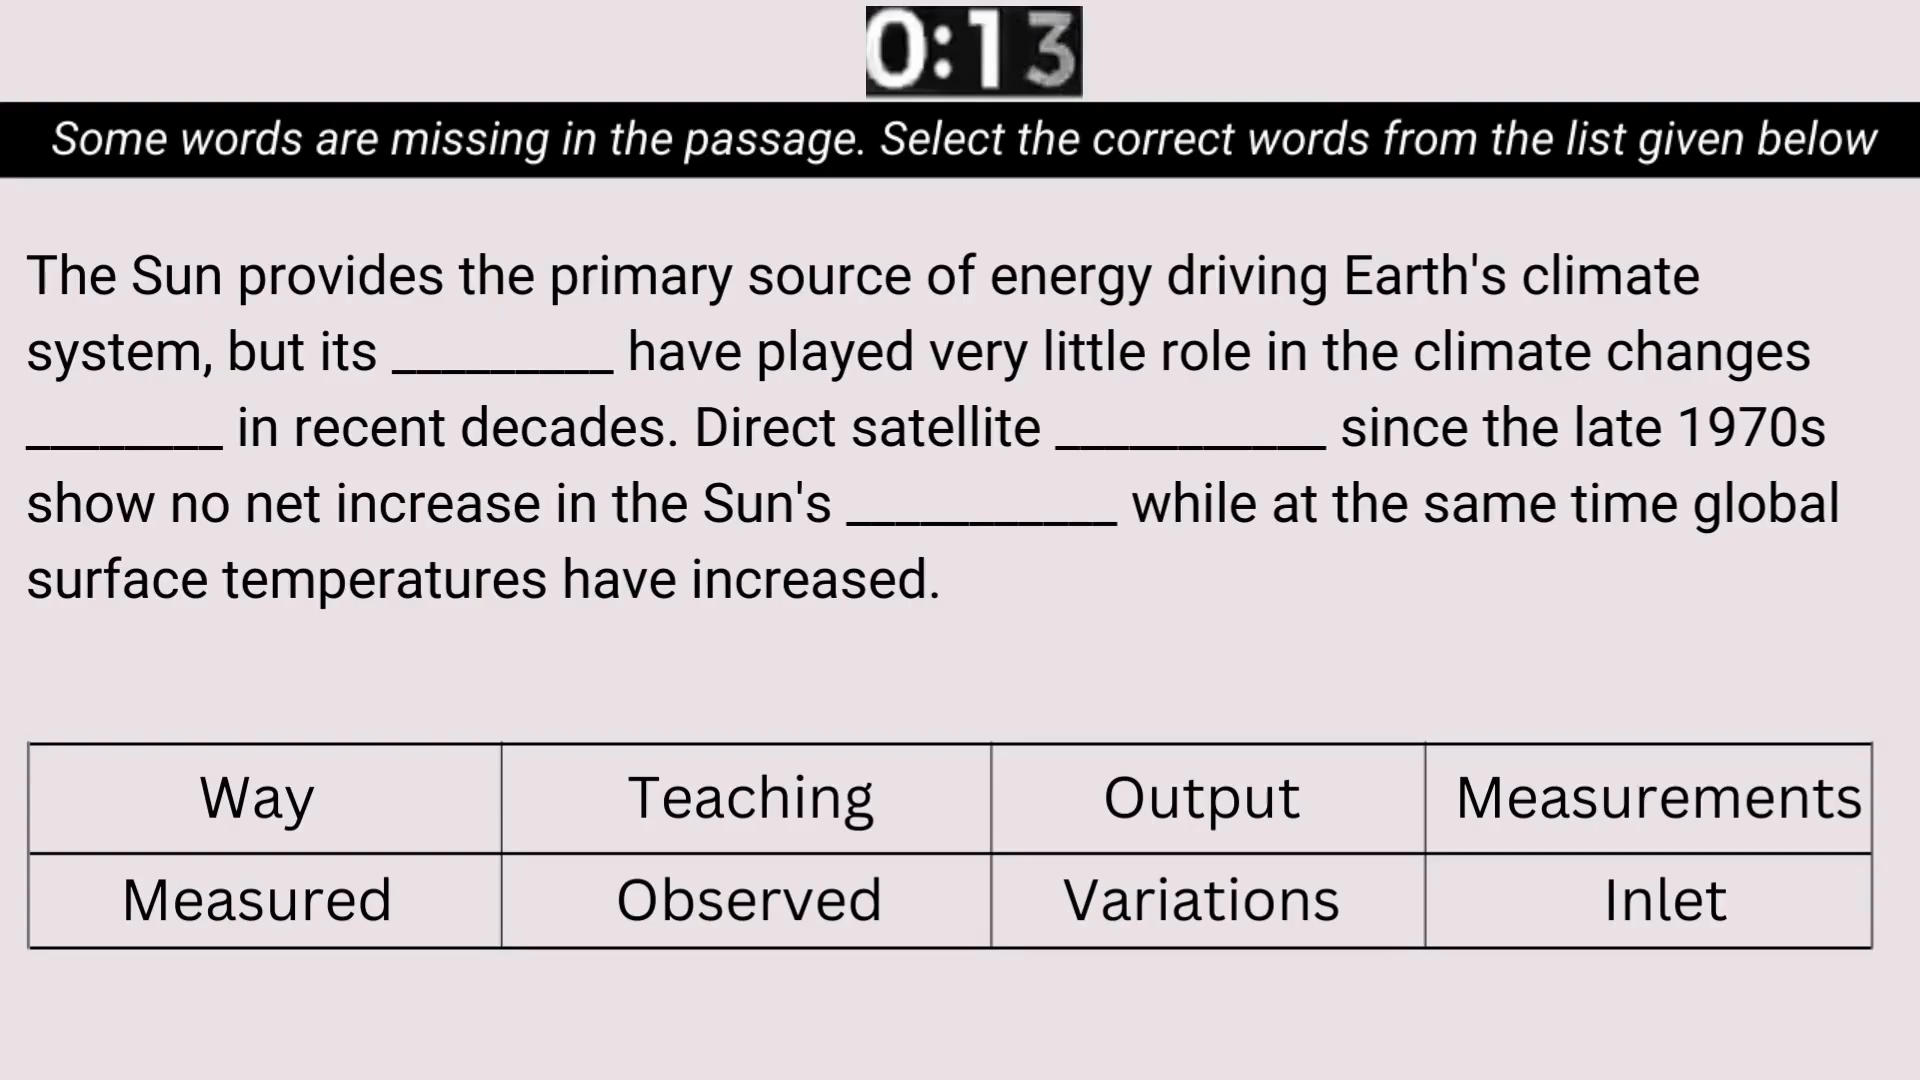 0:13
Some words are missing in the passage. Select the correct words from the list given below
The Sun provides the primary source of energy driving Earth's climate
system, but its _________ have played very little role in the climate changes
________ in recent decades. Direct satellite ___________ since the late 1970s
show no net increase in the Sun's ___________ while at the same time global
surface temperatures have increased.
Way Teaching Output Measurements
Measured Observed Variations Inlet